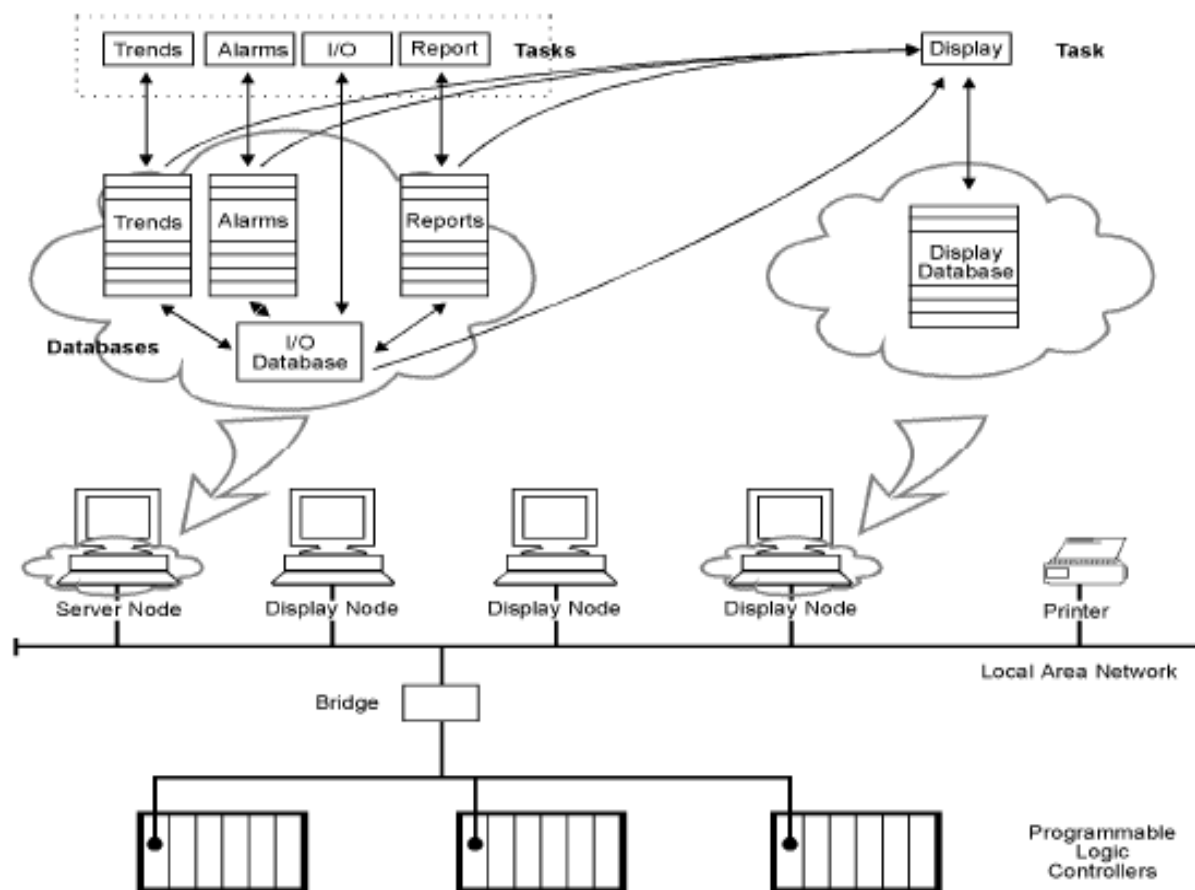 Trends Alarms I/O Report Tasks Display Task
Trends Alarms Reports
Display
Database
I/O
Database
Databases
Server Node Display Node Display Node Display Node Printer
Local Area Network
Bridge
Programmable
Logic
Controllers